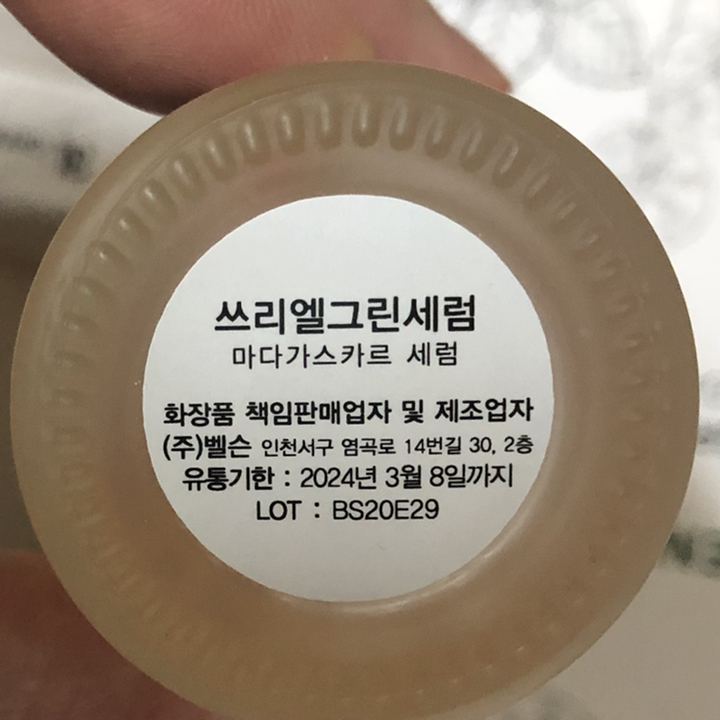 쓰리엘그린세럼
마다가스카르 세럼
화장품 책임판매업자 및 제조업자
(주)벨슨 인천서구 염곡로 14번길 30, 2층
유통기한 : 2024년 3월 8일까지
LOT : BS20E29